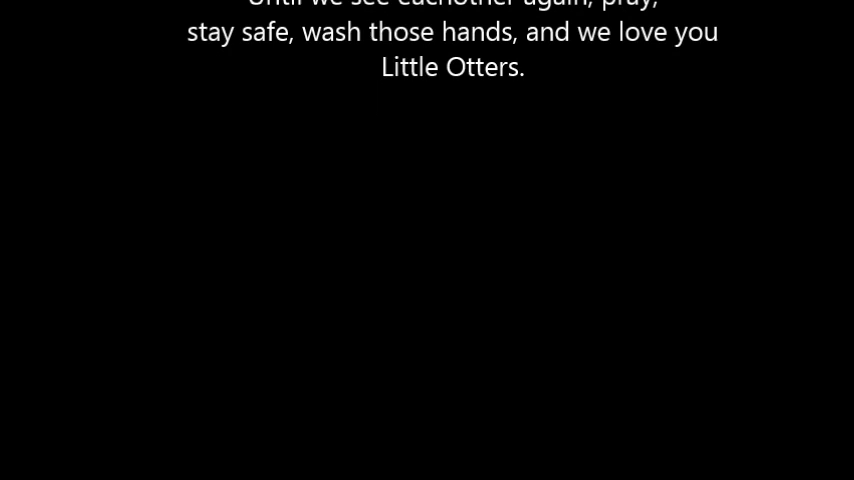 Until we see eachother again, pray,
stay safe, wash those hands, and we love you
Little Otters.